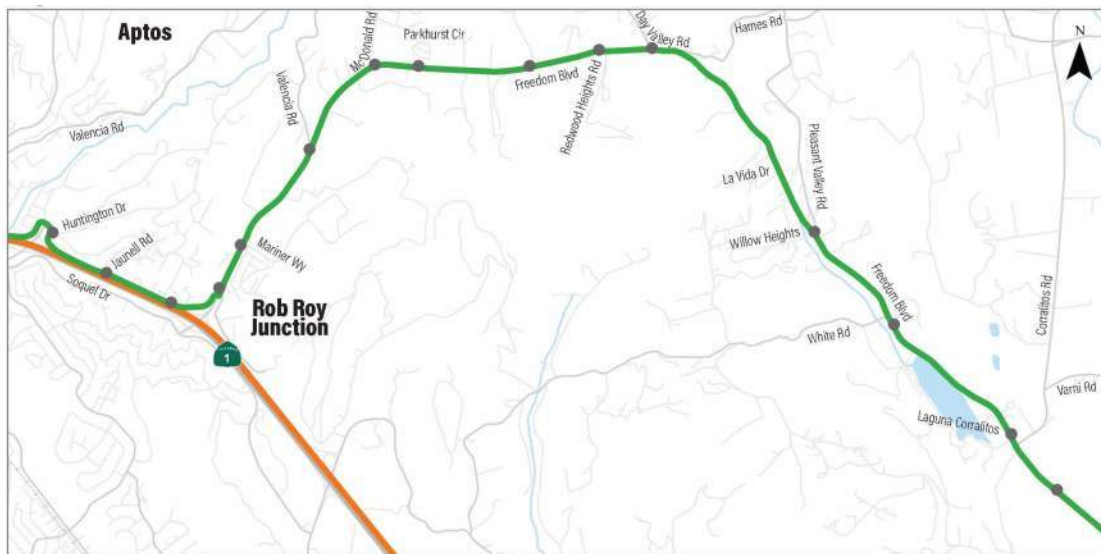 Aptos
McDonald Rd
Parkhurst Cir
Day Valley Rd
Hames Rd
N
Freedom Blvd
Redwood Heights Rd
Valencia Rd
Valencia Rd
Pleasant Valley Rd
La Vida Dr
Huntington Dr
Jaunell Rd
Mariner Wy
Willow Heights
Soquel Dr
Freedom Blvd
Corralitos Rd
Rob Roy
Junction
1
White Rd
Varni Rd
Laguna Corralitos